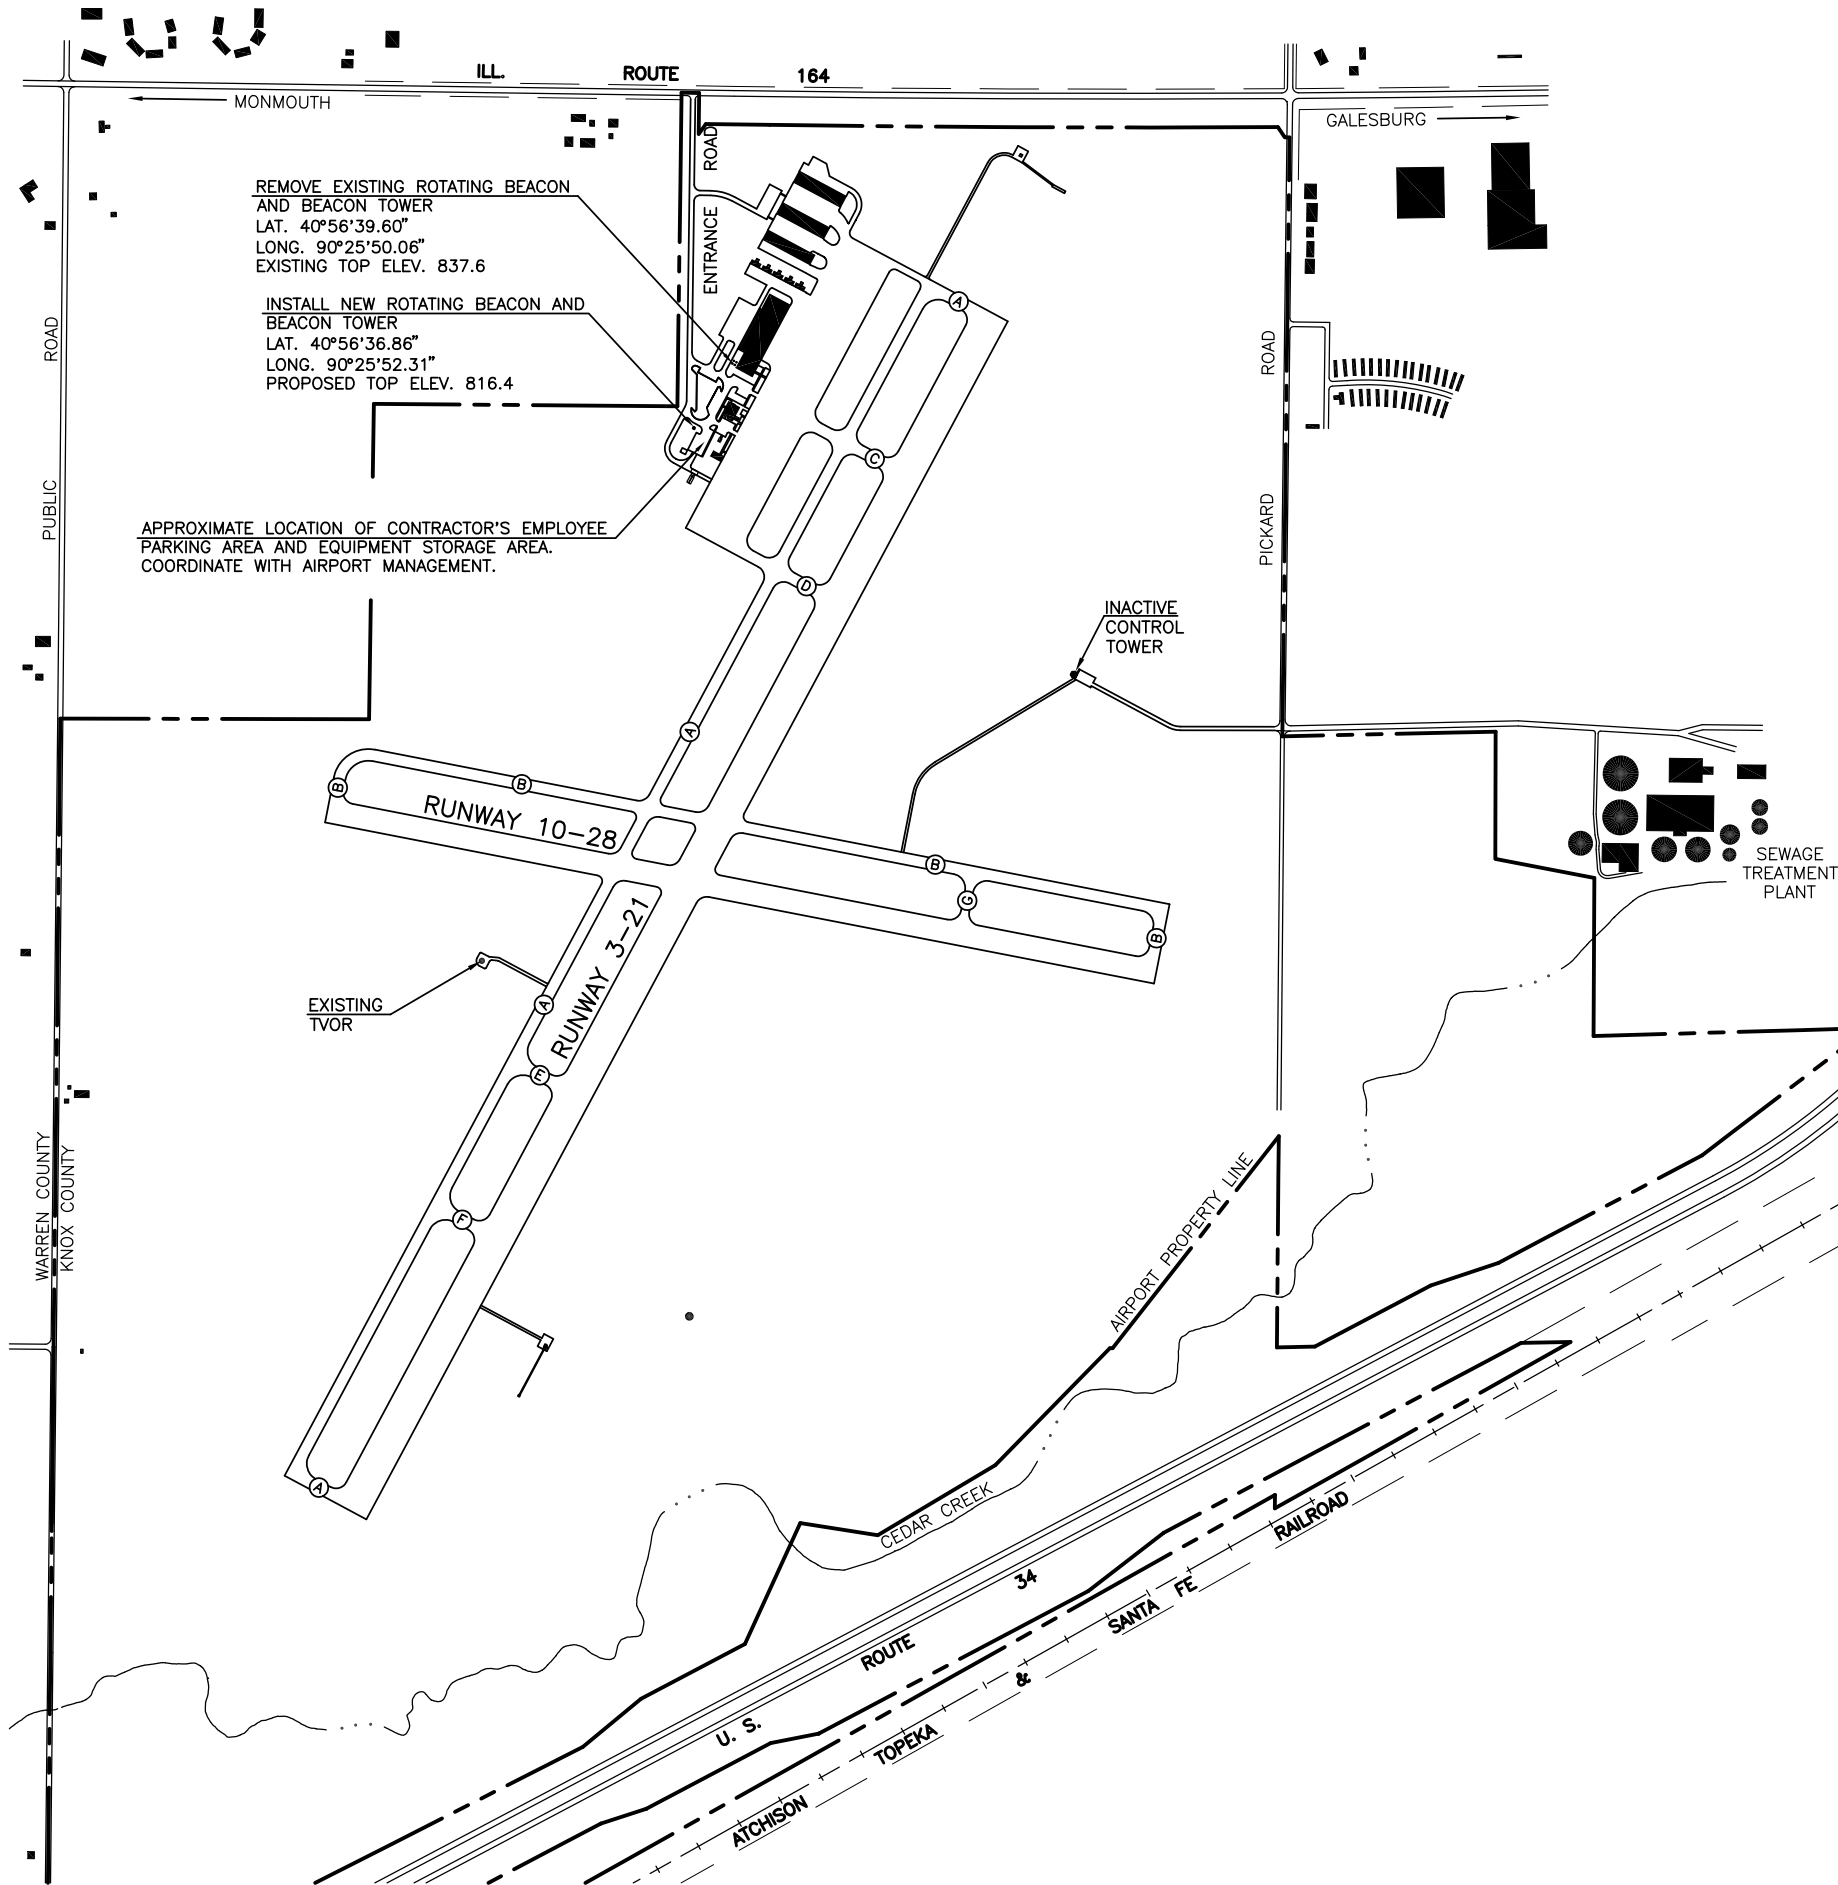 ILL. ROUTE 164
MONMOUTH
GALESBURG
ENTRANCE ROAD
REMOVE EXISTING ROTATING BEACON
AND BEACON TOWER
LAT. 40°56'39.60"
LONG. 90°25'50.06"
EXISTING TOP ELEV. 837.6
INSTALL NEW ROTATING BEACON AND
BEACON TOWER
LAT. 40°56'36.86"
LONG. 90°25'52.31"
PROPOSED TOP ELEV. 816.4
PUBLIC ROAD
PICKARD ROAD
A
C
APPROXIMATE LOCATION OF CONTRACTOR'S EMPLOYEE
PARKING AREA AND EQUIPMENT STORAGE AREA.
COORDINATE WITH AIRPORT MANAGEMENT.
D
INACTIVE
CONTROL
TOWER
A
B
B
RUNWAY 10-28
B
G
B
SEWAGE
TREATMENT
PLANT
RUNWAY 3-21
EXISTING
TVOR
A
E
WARREN COUNTY
KNOX COUNTY
F
AIRPORT PROPERTY LINE
A
CEDAR CREEK
U. S. ROUTE 34
ATCHISON TOPEKA & SANTA FE RAILROAD